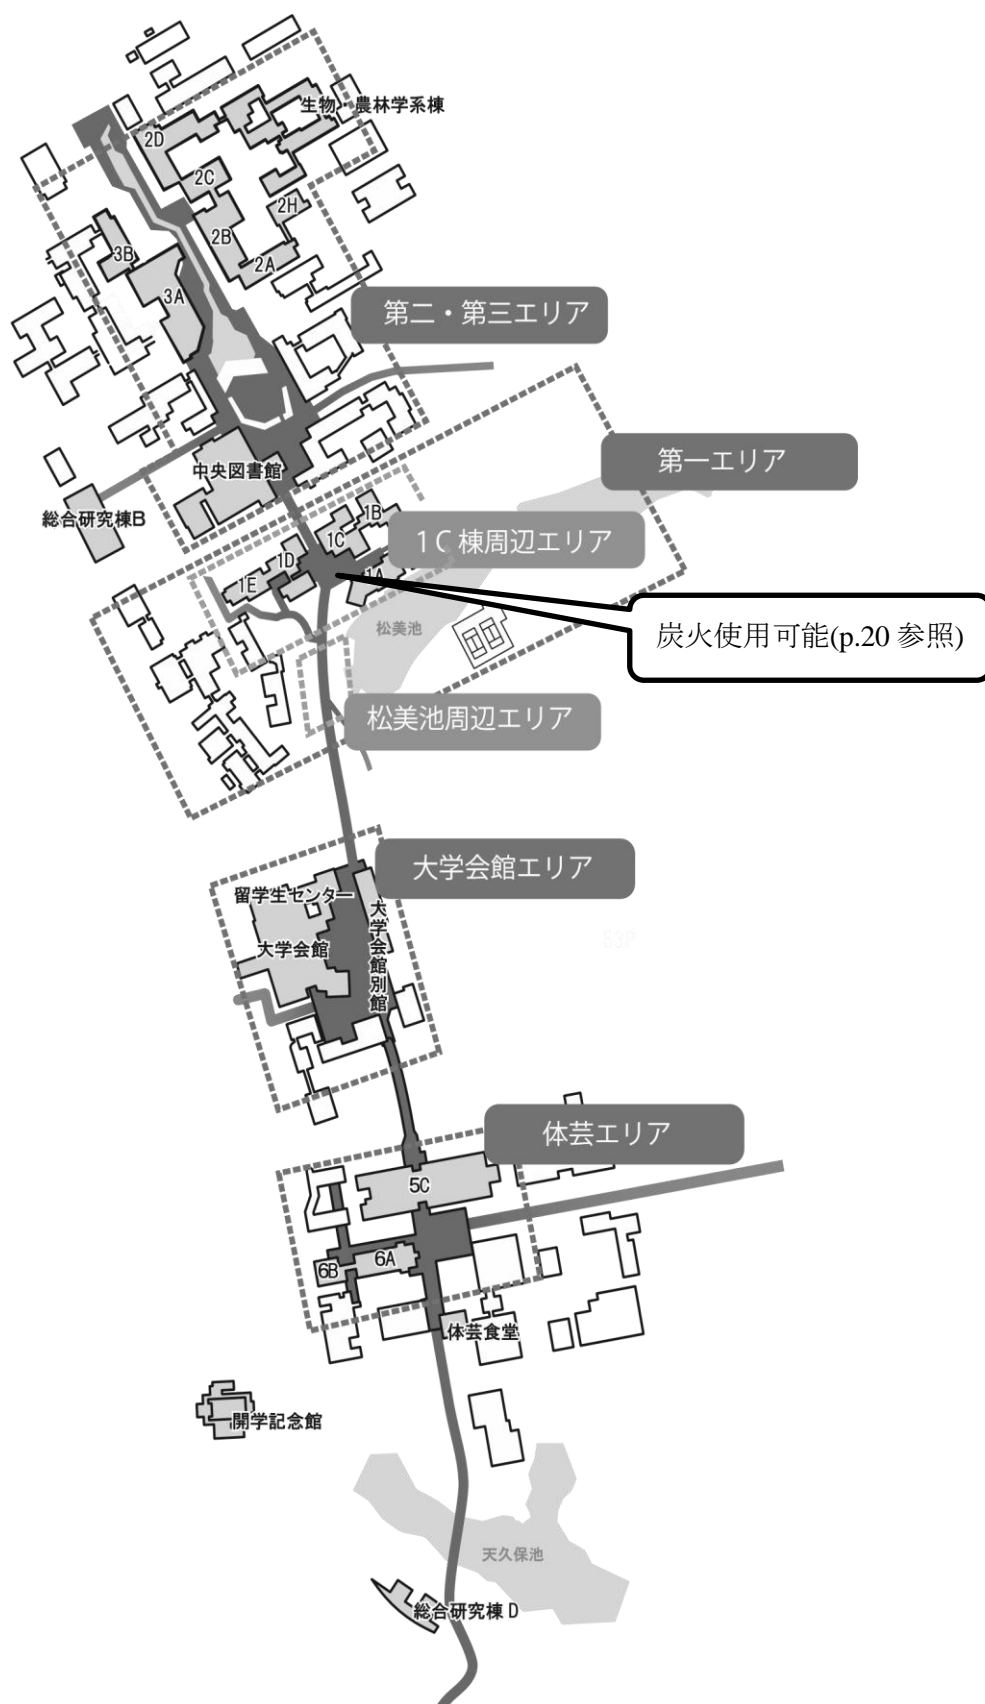 生物・農林学系棟
2D
2C
2H
2B
3B
2A
3A
第二・第三エリア
第一エリア
中央図書館
総合研究棟B
1B
1C
1C棟周辺エリア
1D
1A
1E
炭火使用可能(p.20 参照)
松美池
松美池周辺エリア
大学会館エリア
留学生センター
大学会館
大学会館別館
53P
体芸エリア
5C
6A
6B
体芸食堂
開学記念館
天久保池
総合研究棟 D